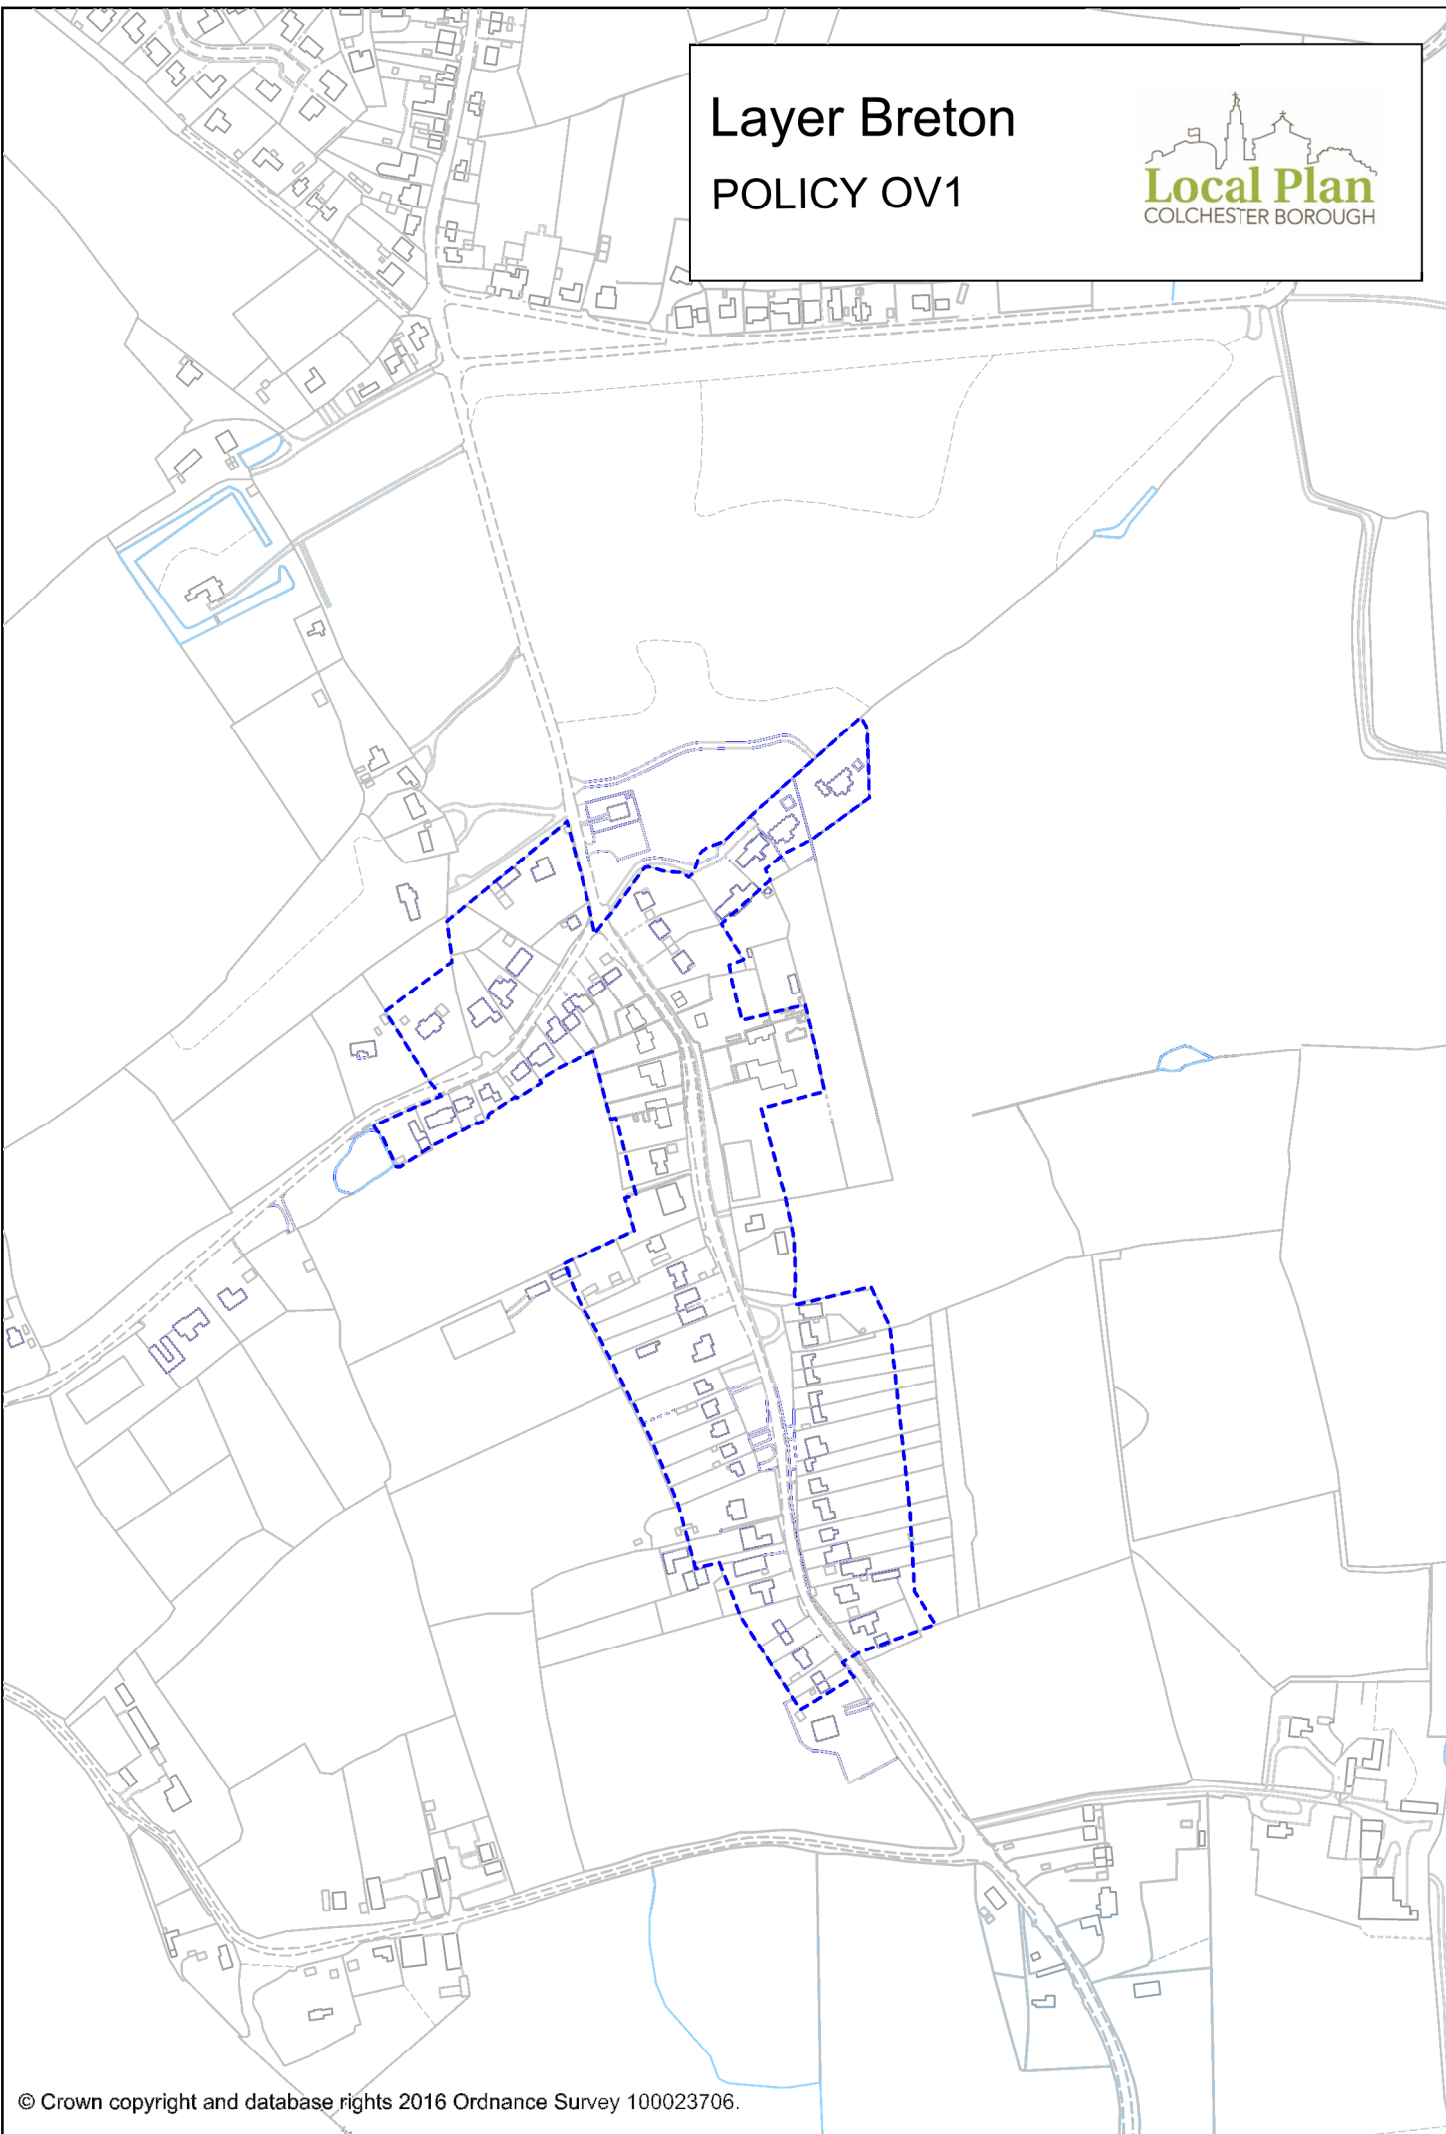 Layer Breton
POLICY OV1
Local Plan
COLCHESTER BOROUGH
© Crown copyright and database rights 2016 Ordnance Survey 100023706.